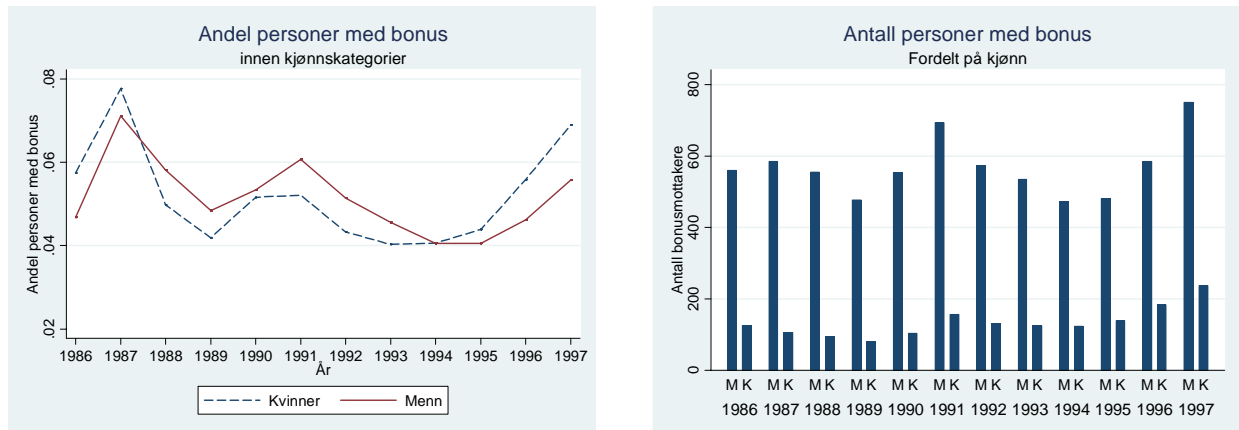 Andel personer med bonus
innen kjønnskategorier
Andel personer med bonus
.08
.06
.04
.02
1986 1987 1988 1989 1990 1991 1992 1993 1994 1995 1996 1997
År
Kvinner Menn
Antall personer med bonus
Fordelt på kjønn
Antall bonusmottakere
800
600
400
200
0
M K M K M K M K M K M K M K M K M K M K M K M K
1986 1987 1988 1989 1990 1991 1992 1993 1994 1995 1996 1997